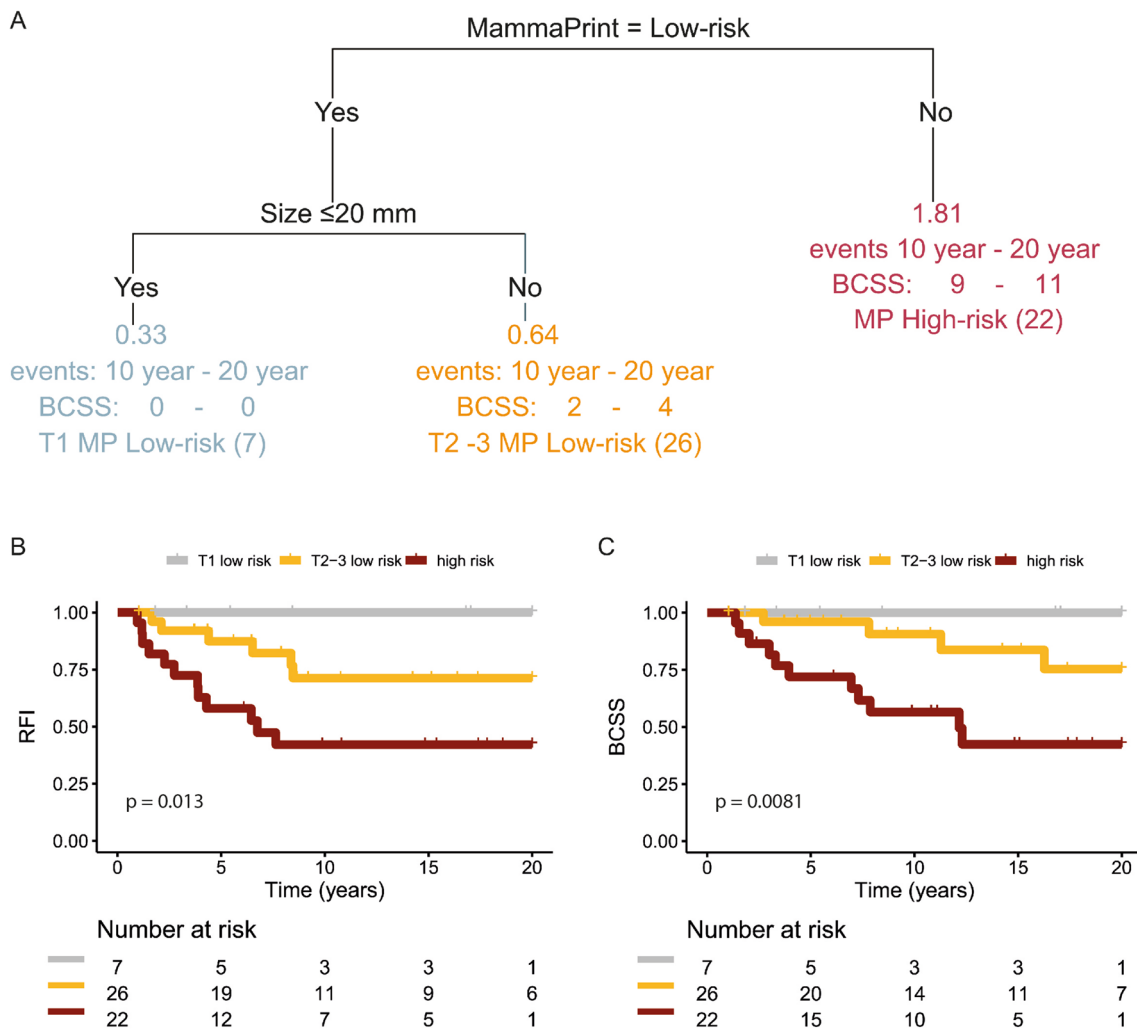 A
MammaPrint = Low-risk
Yes No
Size ≤20 mm
1.81
events 10 year - 20 year
BCSS: 9 - 11
MP High-risk (22)
Yes No
0.33 0.64
events: 10 year - 20 year events: 10 year - 20 year
BCSS: 0 - 0 BCSS: 2 - 4
T1 MP Low-risk (7) T2 -3 MP Low-risk (26)
B
T1 low risk T2−3 low risk high risk
RFI
1.00
0.75
0.50
0.25
0.00
p = 0.013
0 5 10 15 20
Time (years)
Number at risk
7 5 3 3 1
26 19 11 9 6
22 12 7 5 1
C
T1 low risk T2−3 low risk high risk
BCSS
1.00
0.75
0.50
0.25
0.00
p = 0.0081
0 5 10 15 20
Time (years)
Number at risk
7 5 3 3 1
26 20 14 11 7
22 15 10 5 1